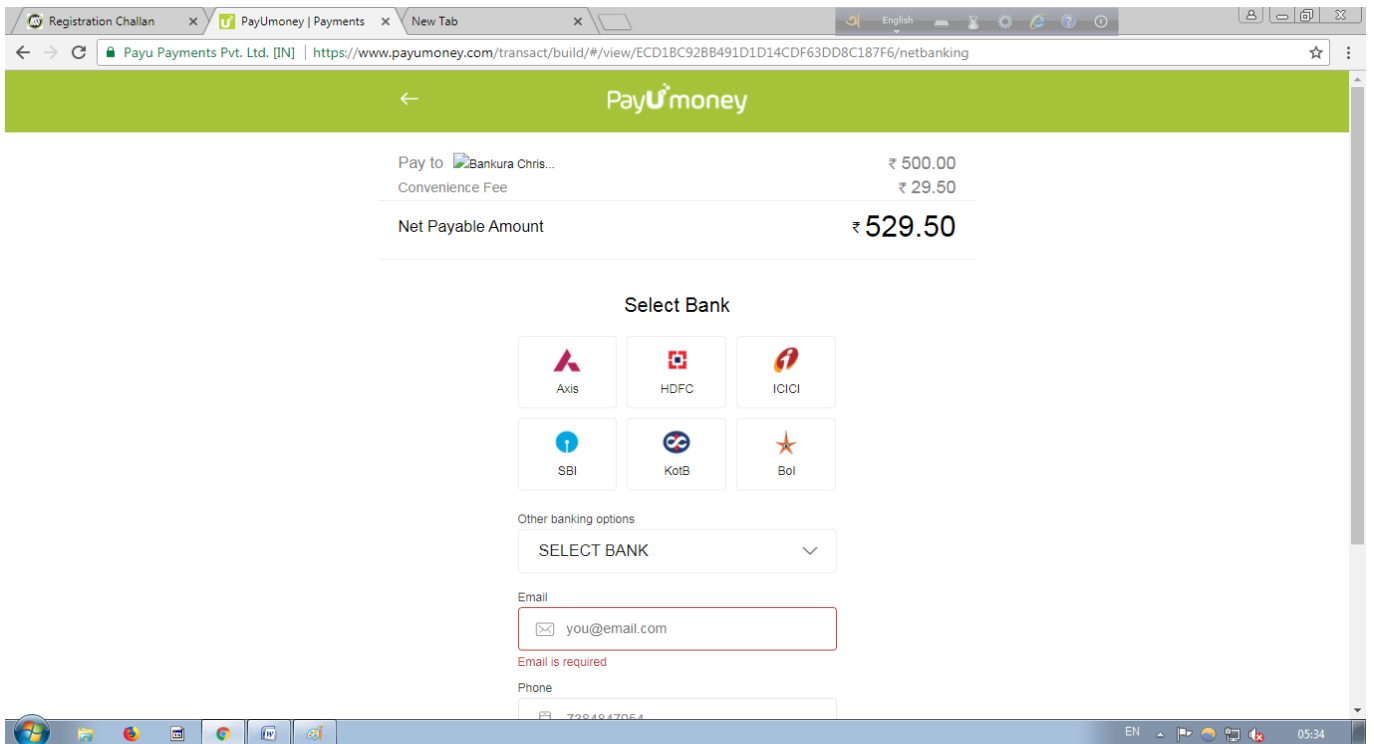 Registration Challan
PayUmoney | Payments
New Tab
English
Payu Payments Pvt. Ltd. [IN] | https://www.payumoney.com/transact/build/#/view/ECD1BC92BB491D1D14CDF63DD8C187F6/netbanking
PayUmoney
Pay to Bankura Chris... ₹ 500.00
Convenience Fee ₹ 29.50
Net Payable Amount ₹ 529.50
Select Bank
Axis HDFC ICICI
SBI KotB BoI
Other banking options
SELECT BANK
Email
you@email.com
Email is required
Phone
7384847054
EN 05:34